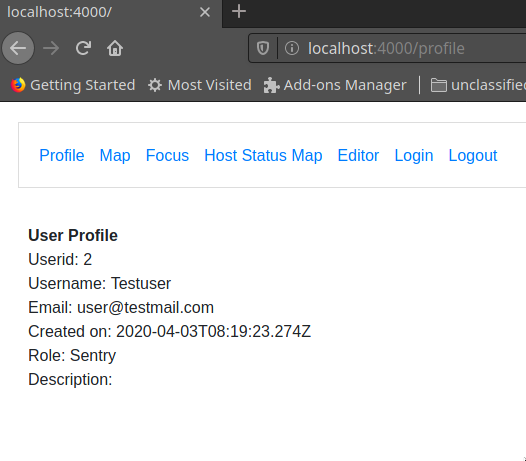 localhost:4000/
localhost:4000/profile
Getting Started Most Visited Add-ons Manager unclassified
Profile Map Focus Host Status Map Editor Login Logout
User Profile
Userid: 2
Username: Testuser
Email: user@testmail.com
Created on: 2020-04-03T08:19:23.274Z
Role: Sentry
Description: